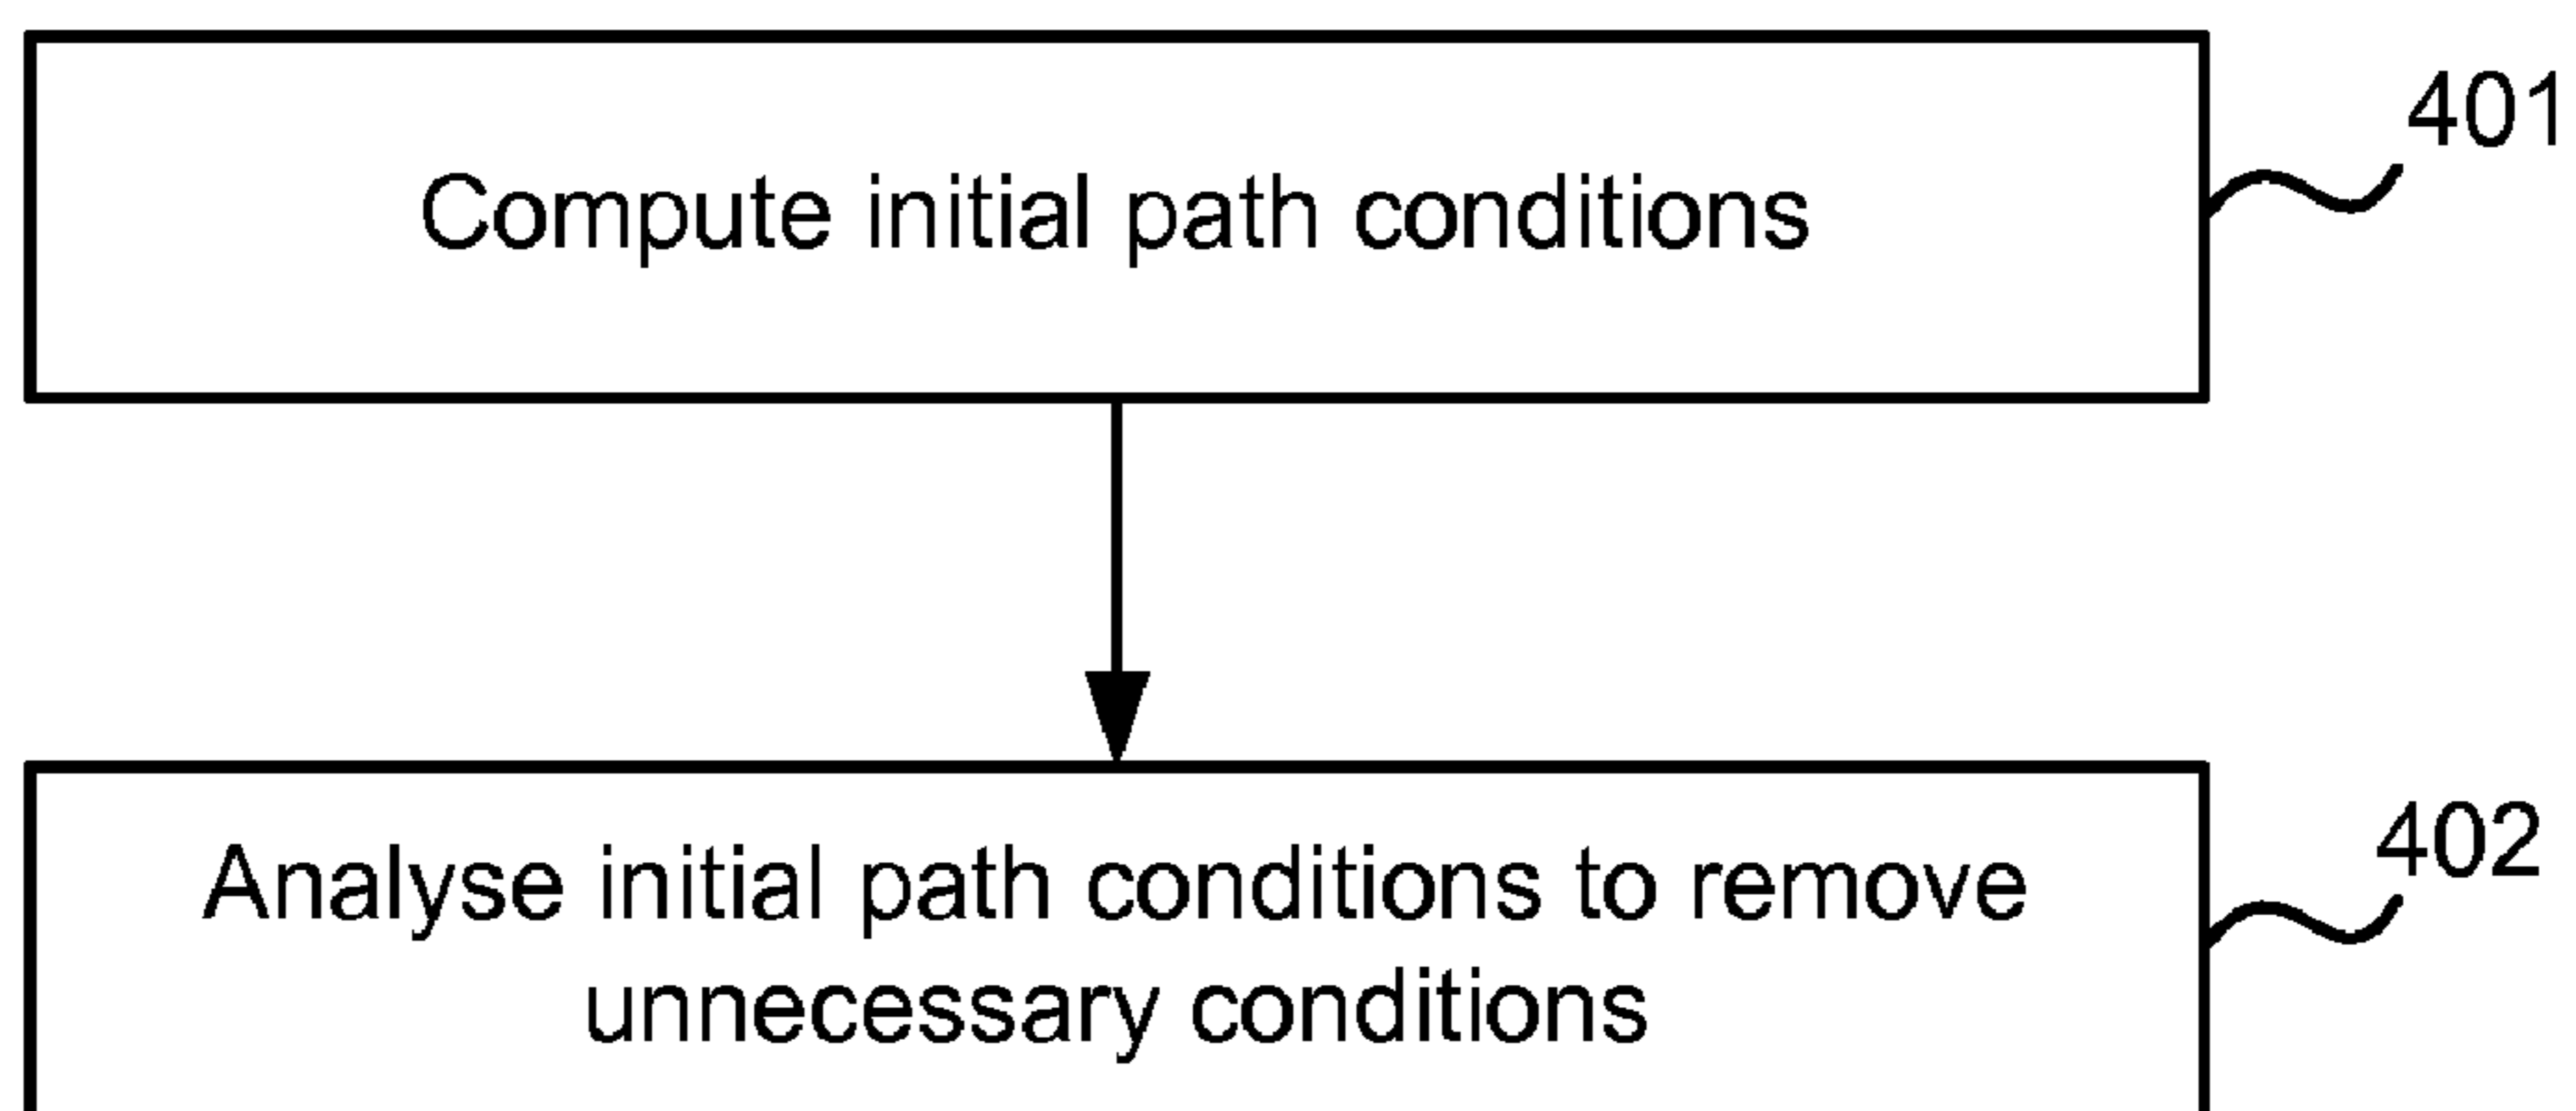 401
Compute initial path conditions
402
Analyse initial path conditions to remove
unnecessary conditions